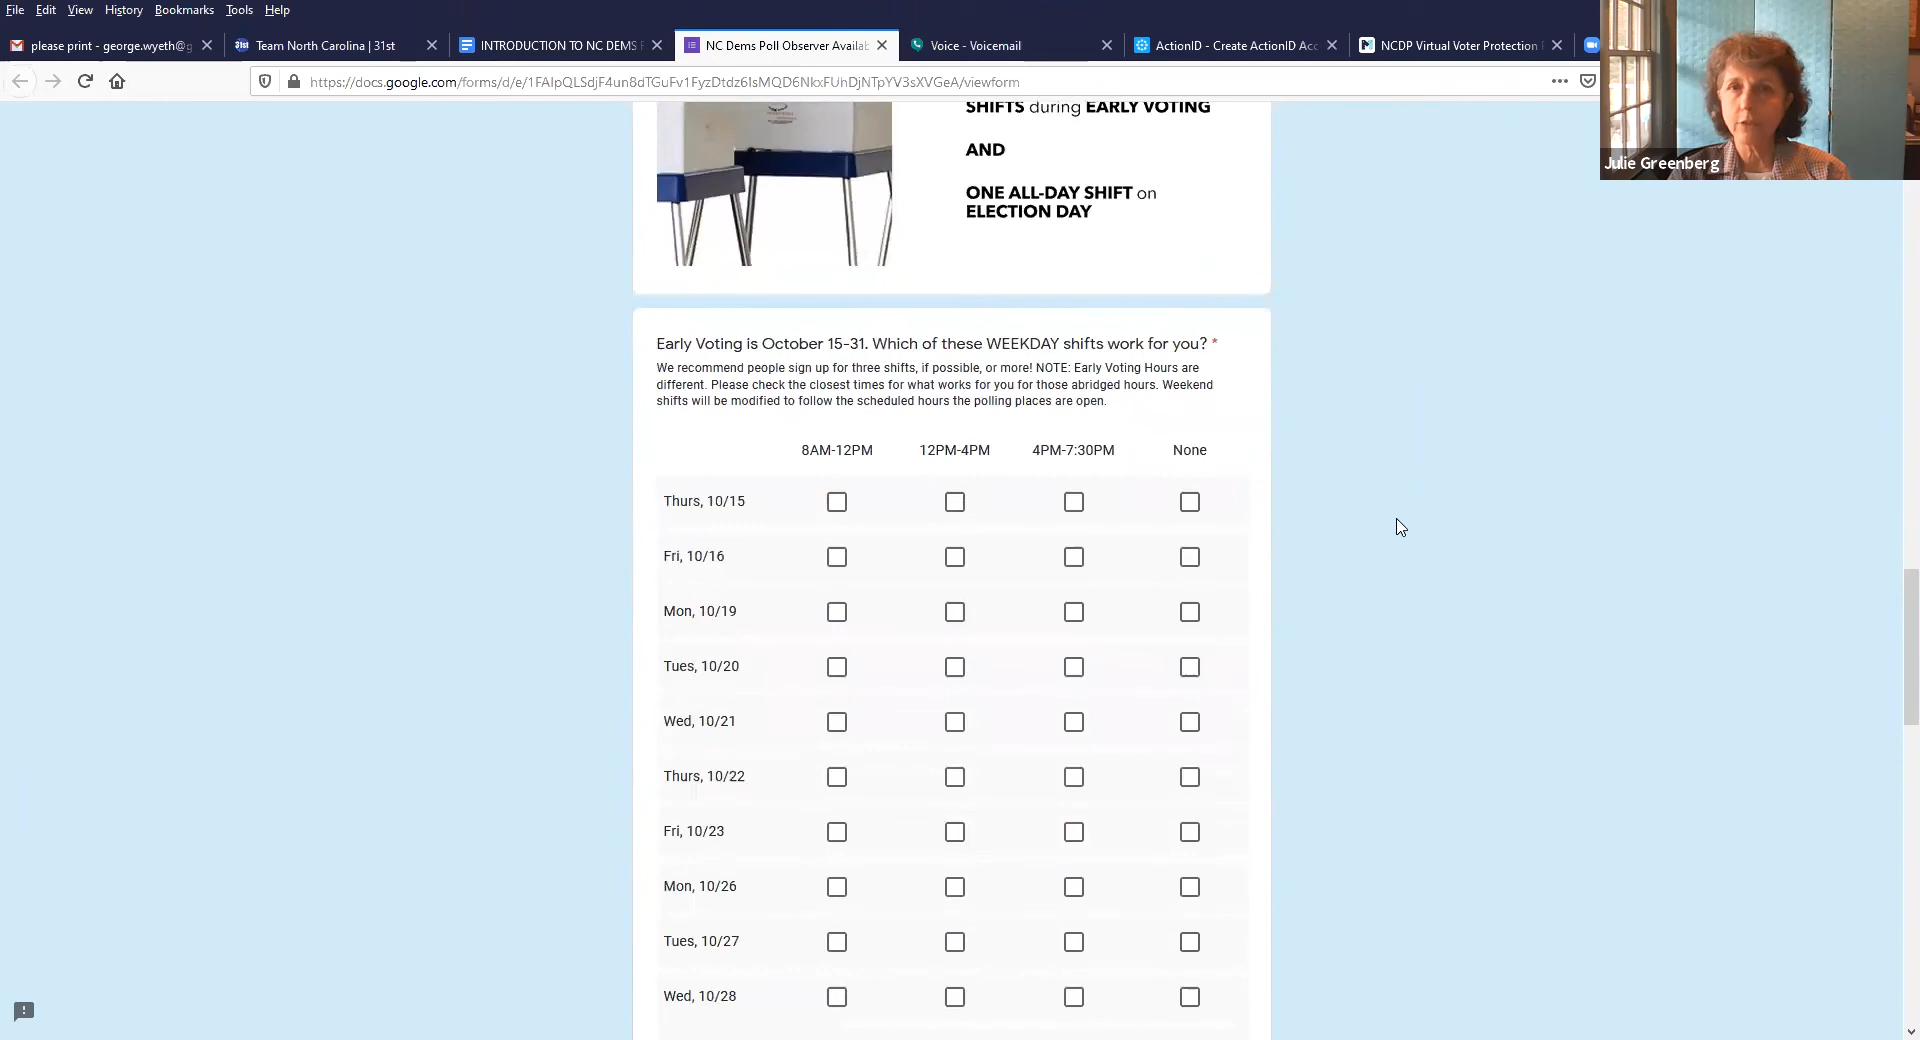 File Edit View History Bookmarks Tools Help
please print - george.wyeth@g
Team North Carolina | 31st
INTRODUCTION TO NC DEMS
NC Dems Poll Observer Availab
Voice - Voicemail
ActionID - Create ActionID Acc
NCDP Virtual Voter Protection
https://docs.google.com/forms/d/e/1FAIpQLSdjF4un8dTGuFv1FyzDtdz6IsMQD6NkxFUhDjNTpYV3sXVGeA/viewform
Julie Greenberg
SHIFTS during EARLY VOTING
AND
ONE ALL-DAY SHIFT on
ELECTION DAY
Early Voting is October 15-31. Which of these WEEKDAY shifts work for you? *
We recommend people sign up for three shifts, if possible, or more! NOTE: Early Voting Hours are
different. Please check the closest times for what works for you for those abridged hours. Weekend
shifts will be modified to follow the scheduled hours the polling places are open.
8AM-12PM 12PM-4PM 4PM-7:30PM None
Thurs, 10/15
Fri, 10/16
Mon, 10/19
Tues, 10/20
Wed, 10/21
Thurs, 10/22
Fri, 10/23
Mon, 10/26
Tues, 10/27
Wed, 10/28